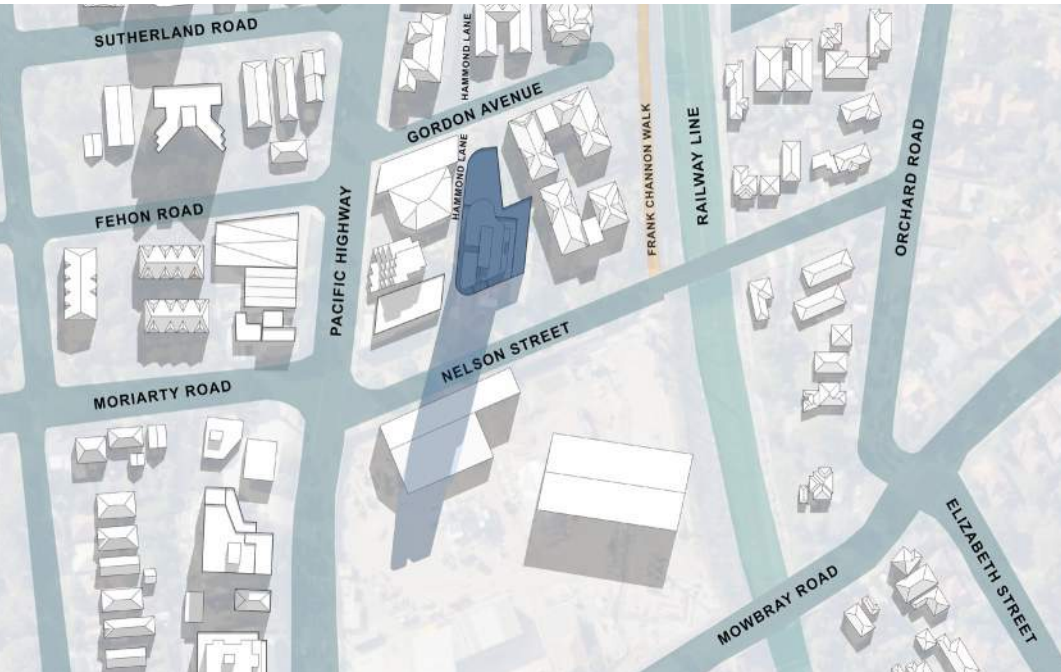 SUTHERLAND ROAD
HAMMOND LANE
GORDON AVENUE
HAMMOND LANE
FRANK CHANNON WALK
RAILWAY LINE
ORCHARD ROAD
FEHON ROAD
PACIFIC HIGHWAY
NELSON STREET
MORIARTY ROAD
ELIZABETH STREET
MOWBRAY ROAD